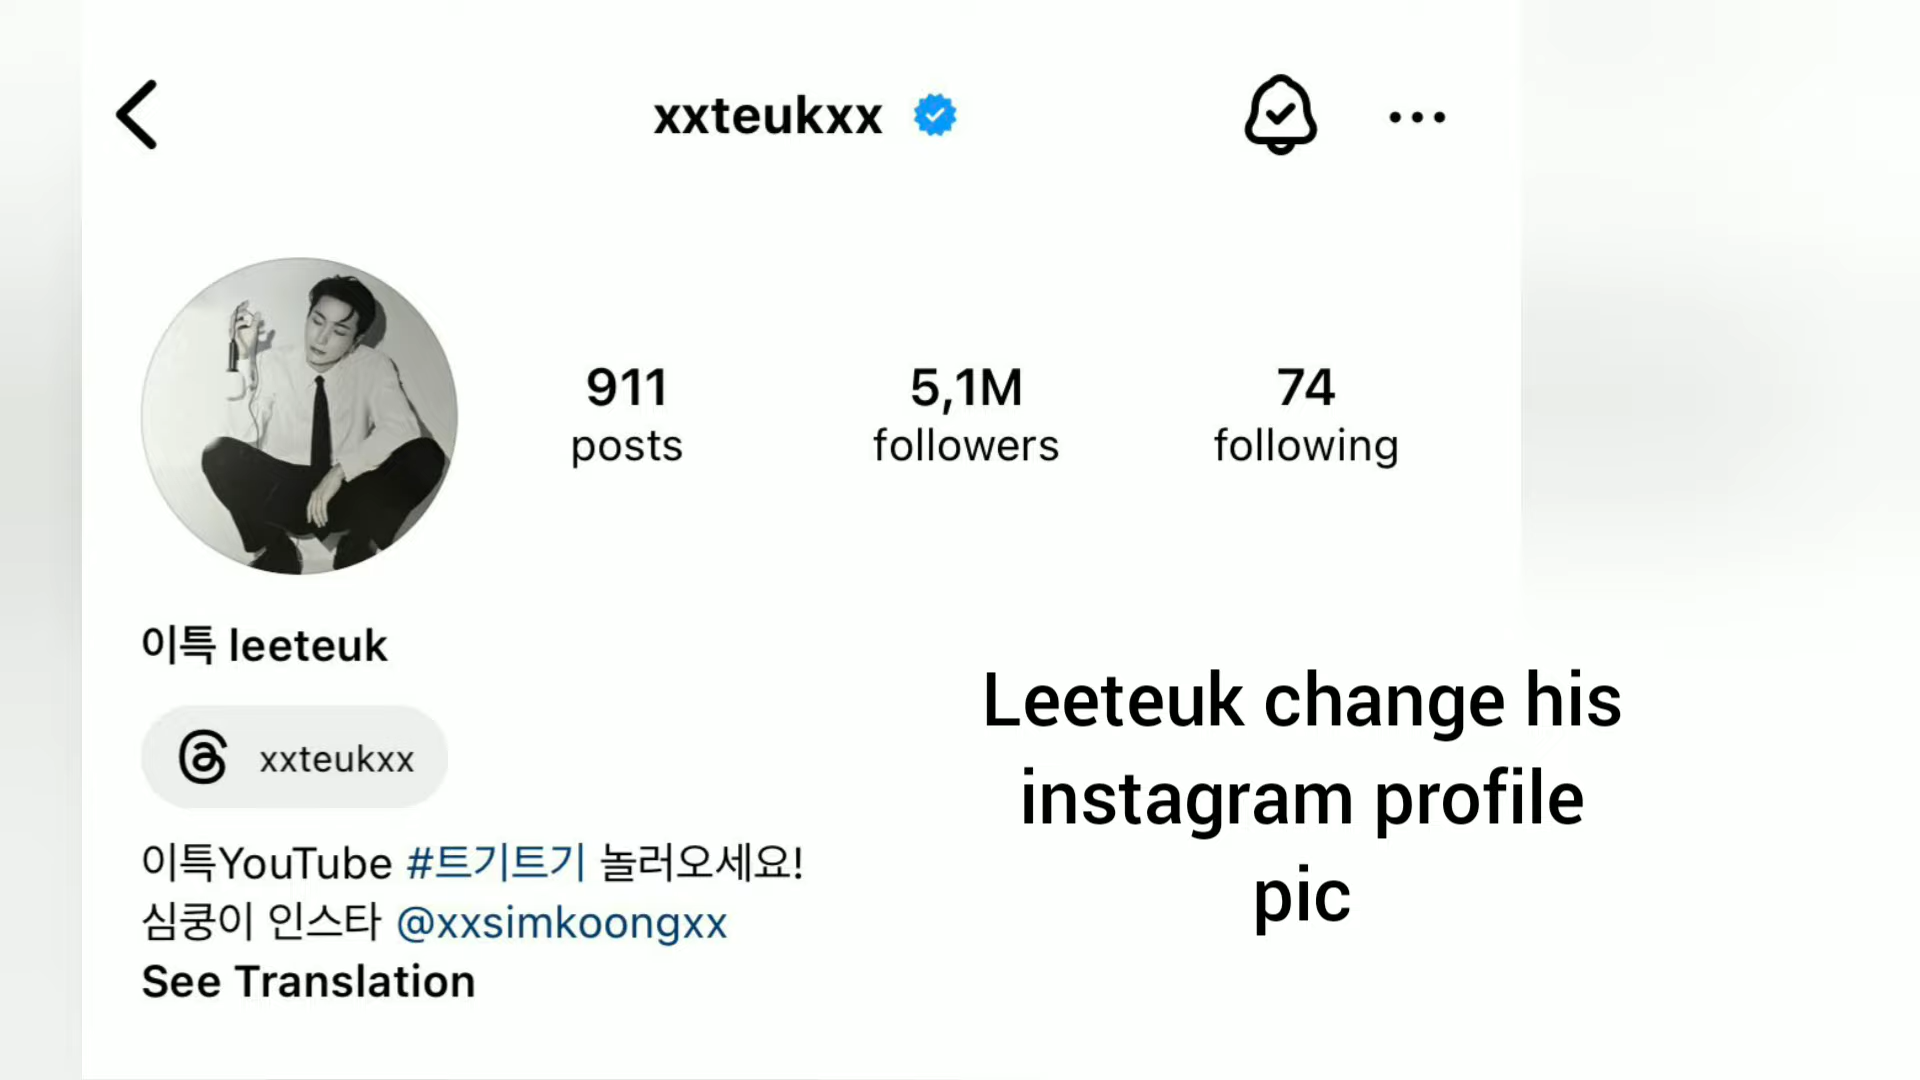 xxteukxx
911
posts
5,1M
followers
74
following
이특 leeteuk
xxteukxx
이특YouTube #트기트기 놀러오세요!
심쿵이 인스타 @xxsimkoongxx
See Translation
Leeteuk change his
instagram profile
pic